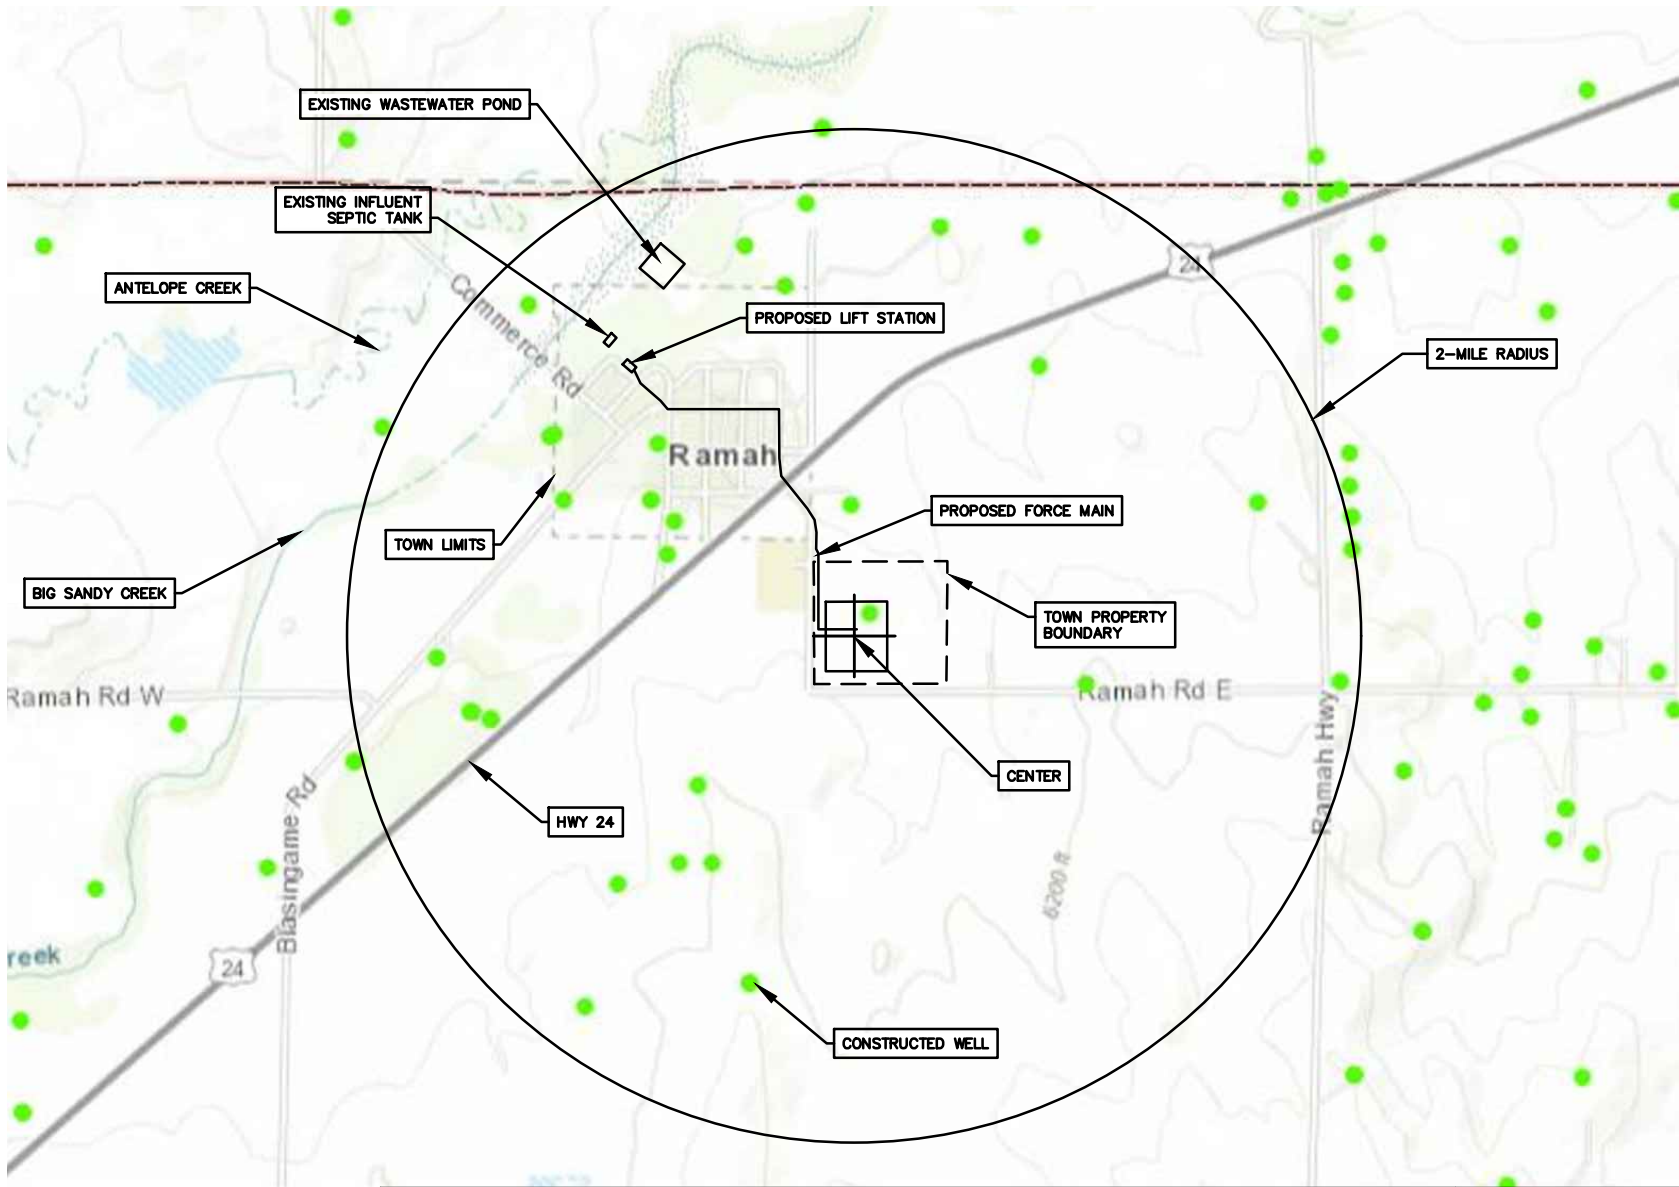 EXISTING WASTEWATER POND
EXISTING INFLUENT
SEPTIC TANK
24
ANTELOPE CREEK
Commerce Rd
PROPOSED LIFT STATION
2-MILE RADIUS
Ramah
PROPOSED FORCE MAIN
TOWN LIMITS
BIG SANDY CREEK
TOWN PROPERTY
BOUNDARY
Ramah Rd W
Ramah Rd E
Ramah Hwy
CENTER
HWY 24
Blasingame Rd
6200 ft
reek
24
CONSTRUCTED WELL